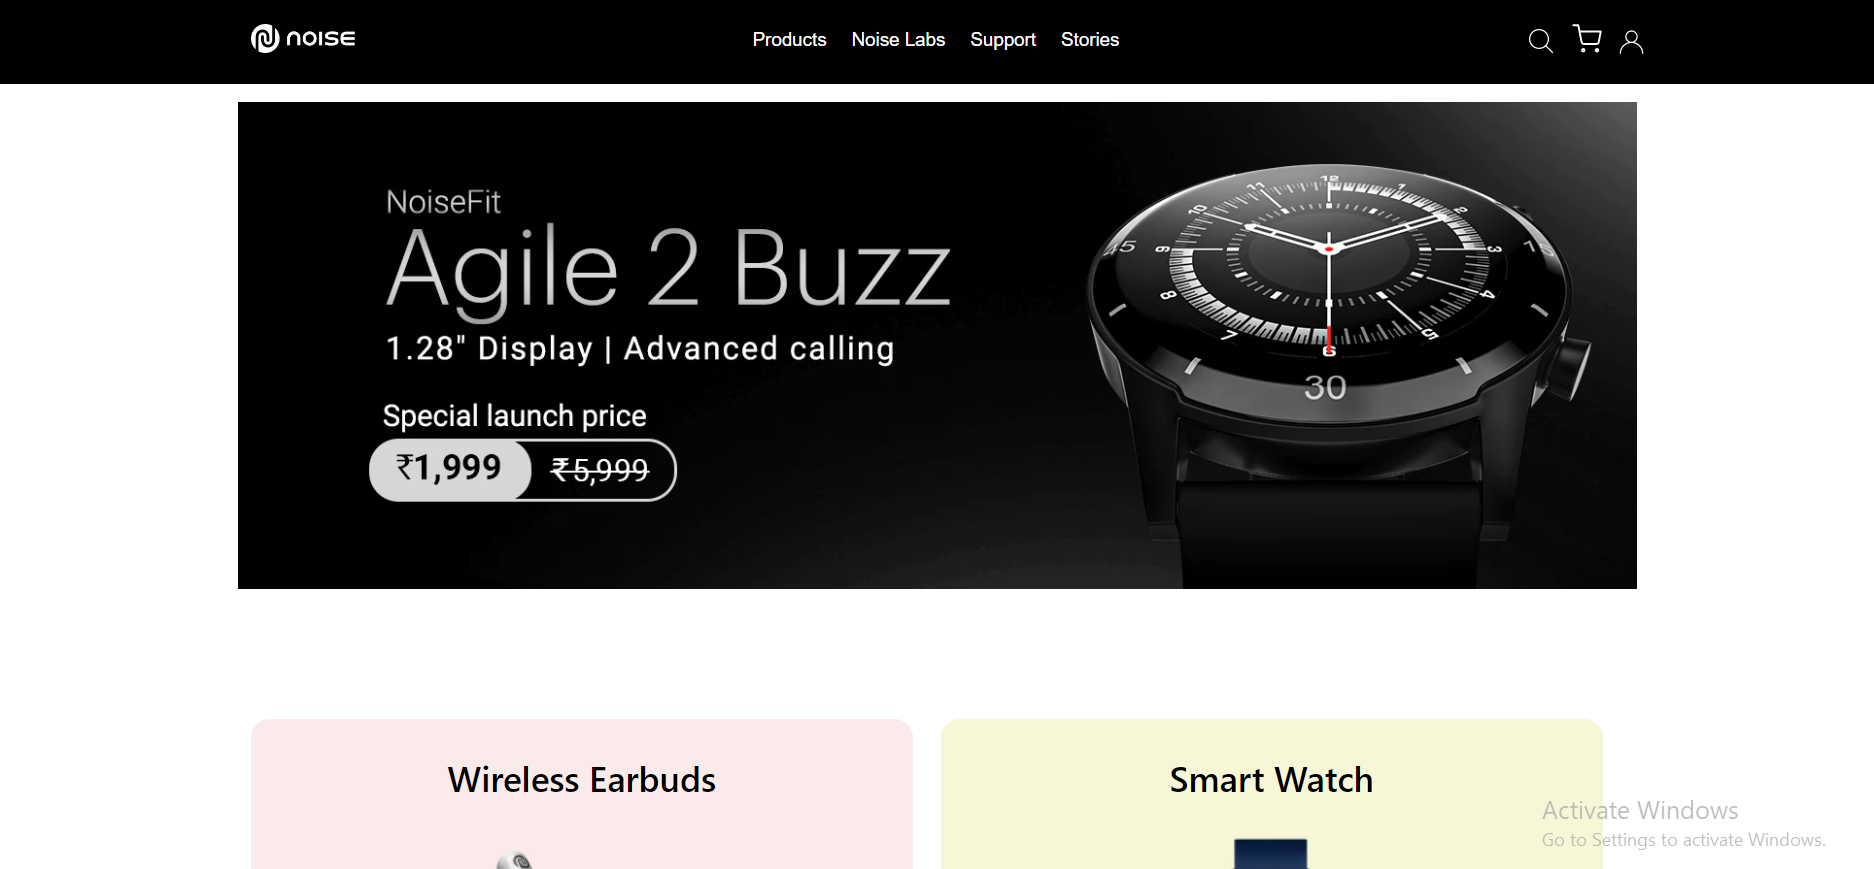 noise
Products Noise Labs Support Stories
NoiseFit
Agile 2 Buzz
1.28" Display | Advanced calling
Special launch price
₹1,999 ₹5,999
12
11 1
10 2
45 9 3 15
8 4
7 5
6
30
Wireless Earbuds
Smart Watch
Activate Windows
Go to Settings to activate Windows.